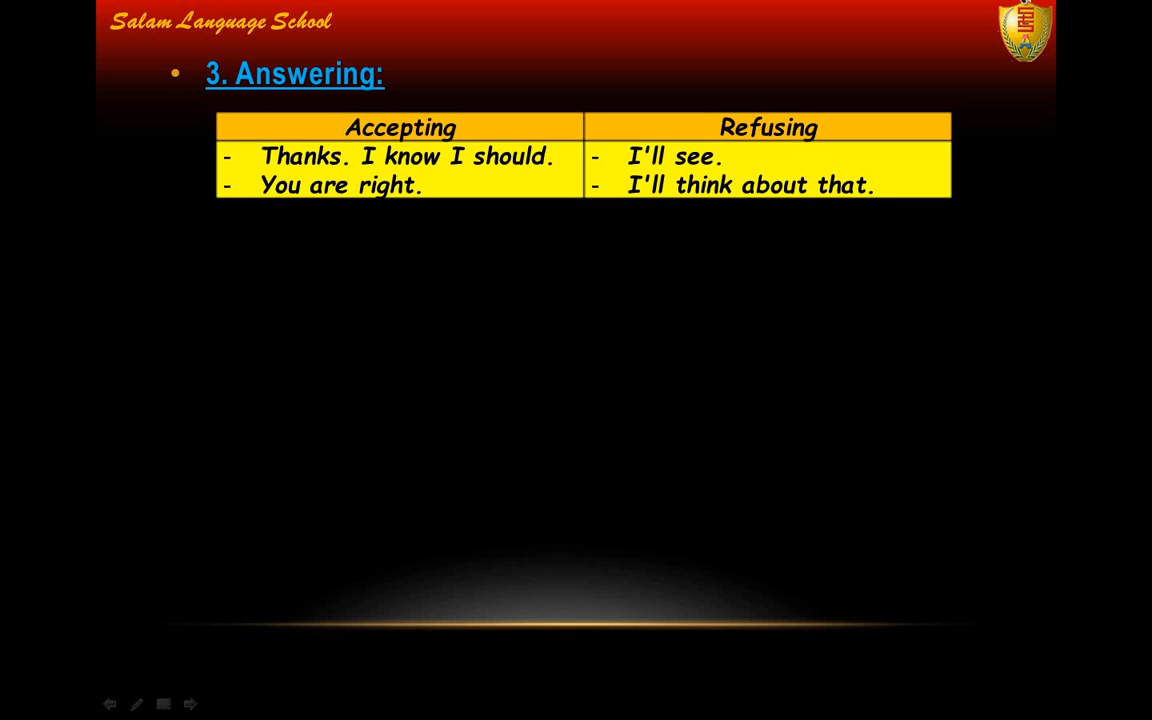 Salam Language School
• 3. Answering:
Accepting
Refusing
- Thanks. I know I should.
- You are right.
- I'll see.
- I'll think about that.